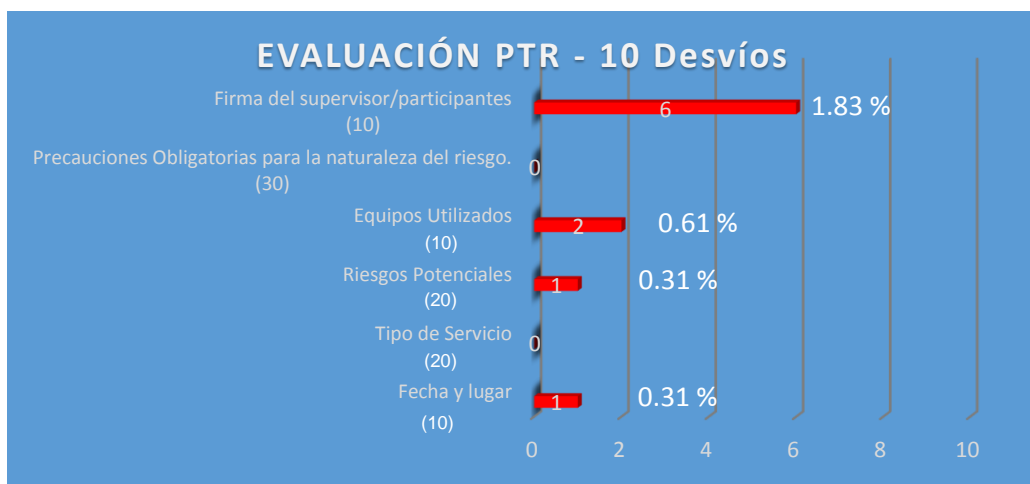 EVALUACIÓN PTR - 10 Desvíos
Firma del supervisor/participantes
(10)
6
1.83 %
Precauciones Obligatorias para la naturaleza del riesgo.
(30)
0
Equipos Utilizados
(10)
2
0.61 %
Riesgos Potenciales
(20)
1
0.31 %
Tipo de Servicio
(20)
0
Fecha y lugar
(10)
1
0.31 %
0 2 4 6 8 10